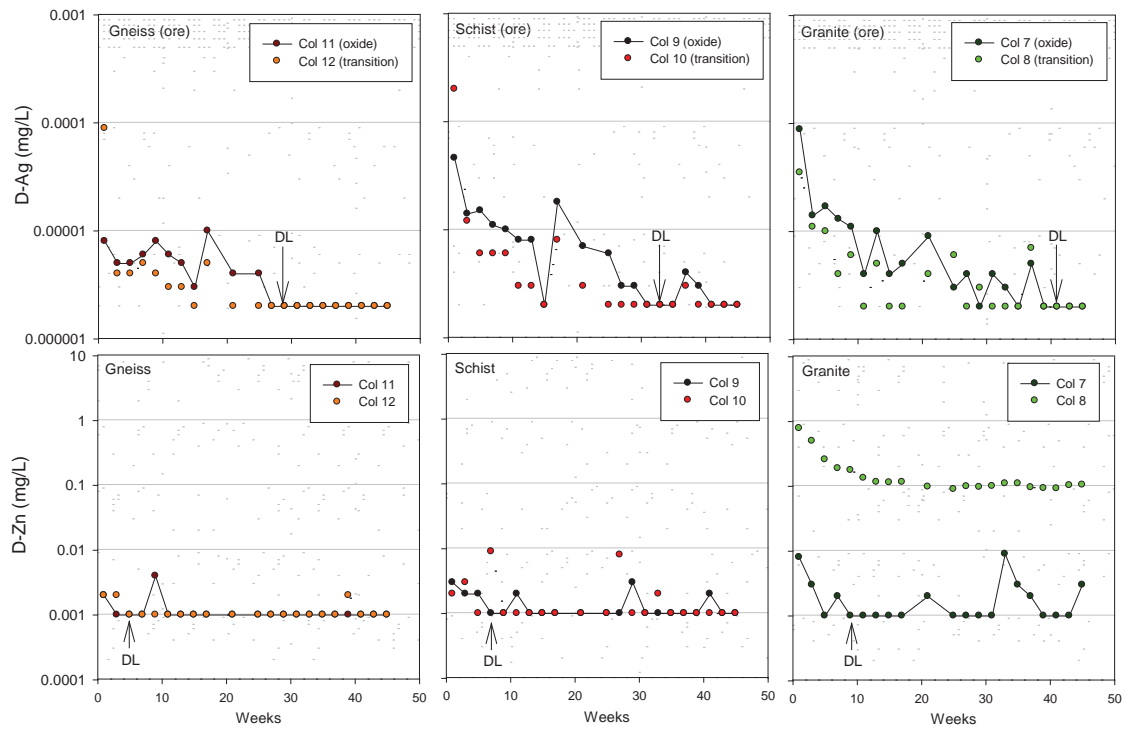 D-Ag (mg/L)
0.001
0.0001
0.00001
0.000001
Gneiss (ore)
Col 11 (oxide)
Col 12 (transition)
DL
Schist (ore)
Col 9 (oxide)
Col 10 (transition)
DL
Granite (ore)
Col 7 (oxide)
Col 8 (transition)
DL
D-Zn (mg/L)
10
1
0.1
0.01
0.001
0.0001
Gneiss
Col 11
Col 12
DL
0 10 20 30 40 50
Weeks
Schist
Col 9
Col 10
DL
0 10 20 30 40 50
Weeks
Granite
Col 7
Col 8
DL
0 10 20 30 40 50
Weeks